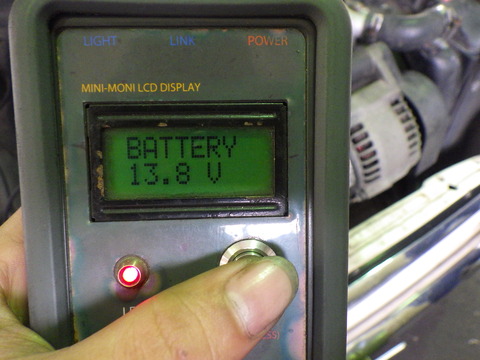 LIGHT LINK POWER
MINI-MONI LCD DISPLAY
BATTERY
13.8 V